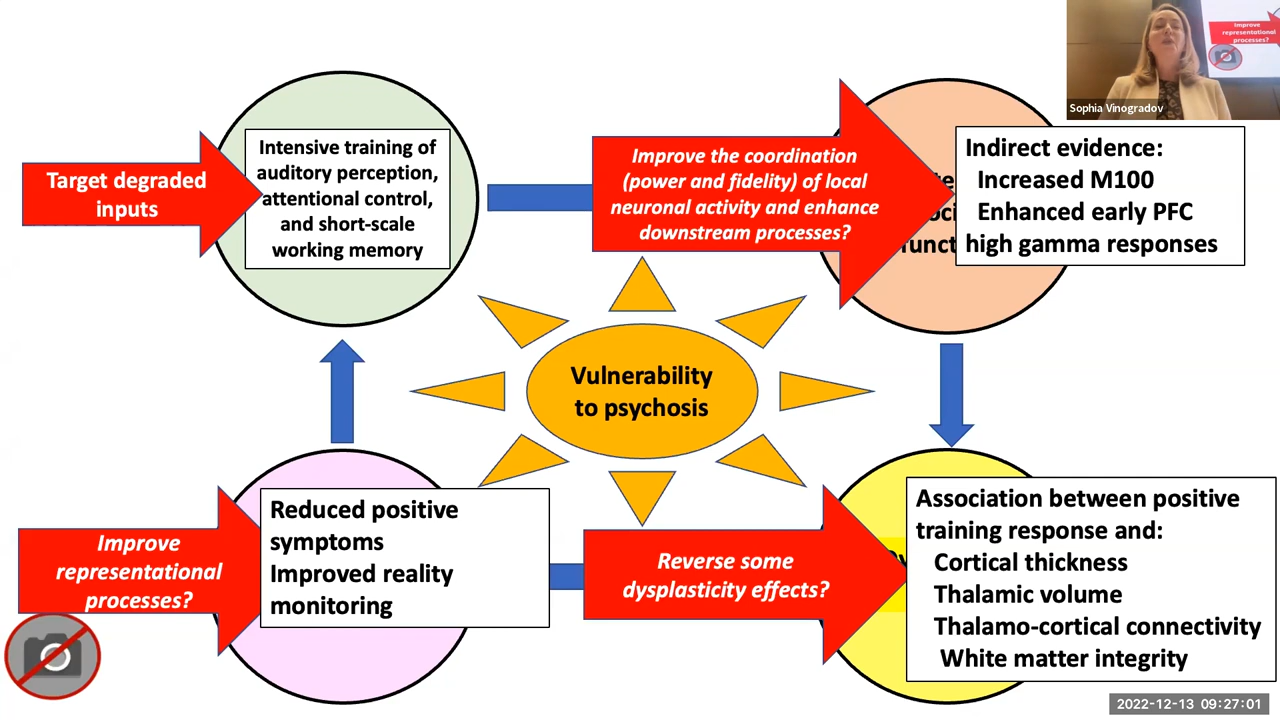 Improve
representational
processes?
Sophia Vinogradov
Target degraded
inputs
Intensive training of
auditory perception,
attentional control,
and short-scale
working memory
Improve the coordination
(power and fidelity) of local
neuronal activity and enhance
downstream processes?
Indirect evidence:
Increased M100
Enhanced early PFC
high gamma responses
Vulnerability
to psychosis
Improve
representational
processes?
Reduced positive
symptoms
Improved reality
monitoring
Reverse some
dysplasticity effects?
Association between positive
training response and:
Cortical thickness
Thalamic volume
Thalamo-cortical connectivity
White matter integrity
2022-12-13 09:27:01